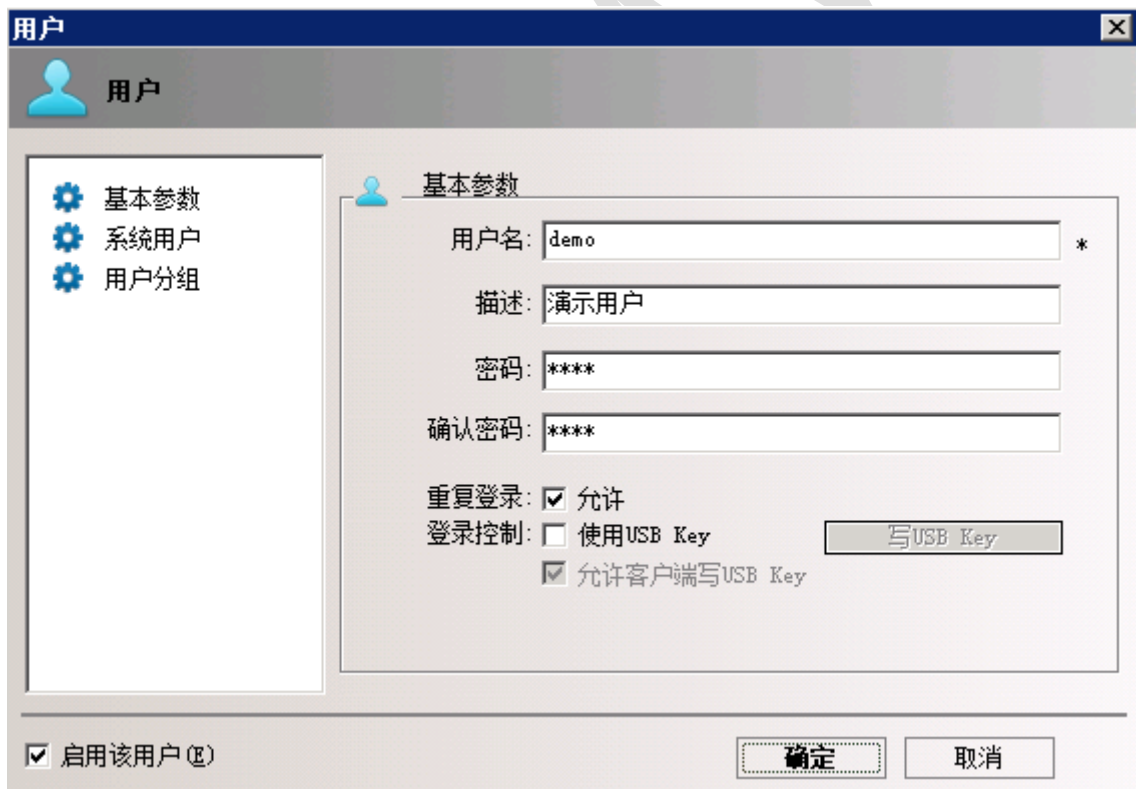 用户
用户
基本参数
系统用户
用户分组
基本参数
用户名: demo *
描述: 演示用户
密码: ****
确认密码: ****
重复登录: 允许
登录控制: 使用USB Key 写USB Key
允许客户端写USB Key
启用该用户(E) 确定 取消